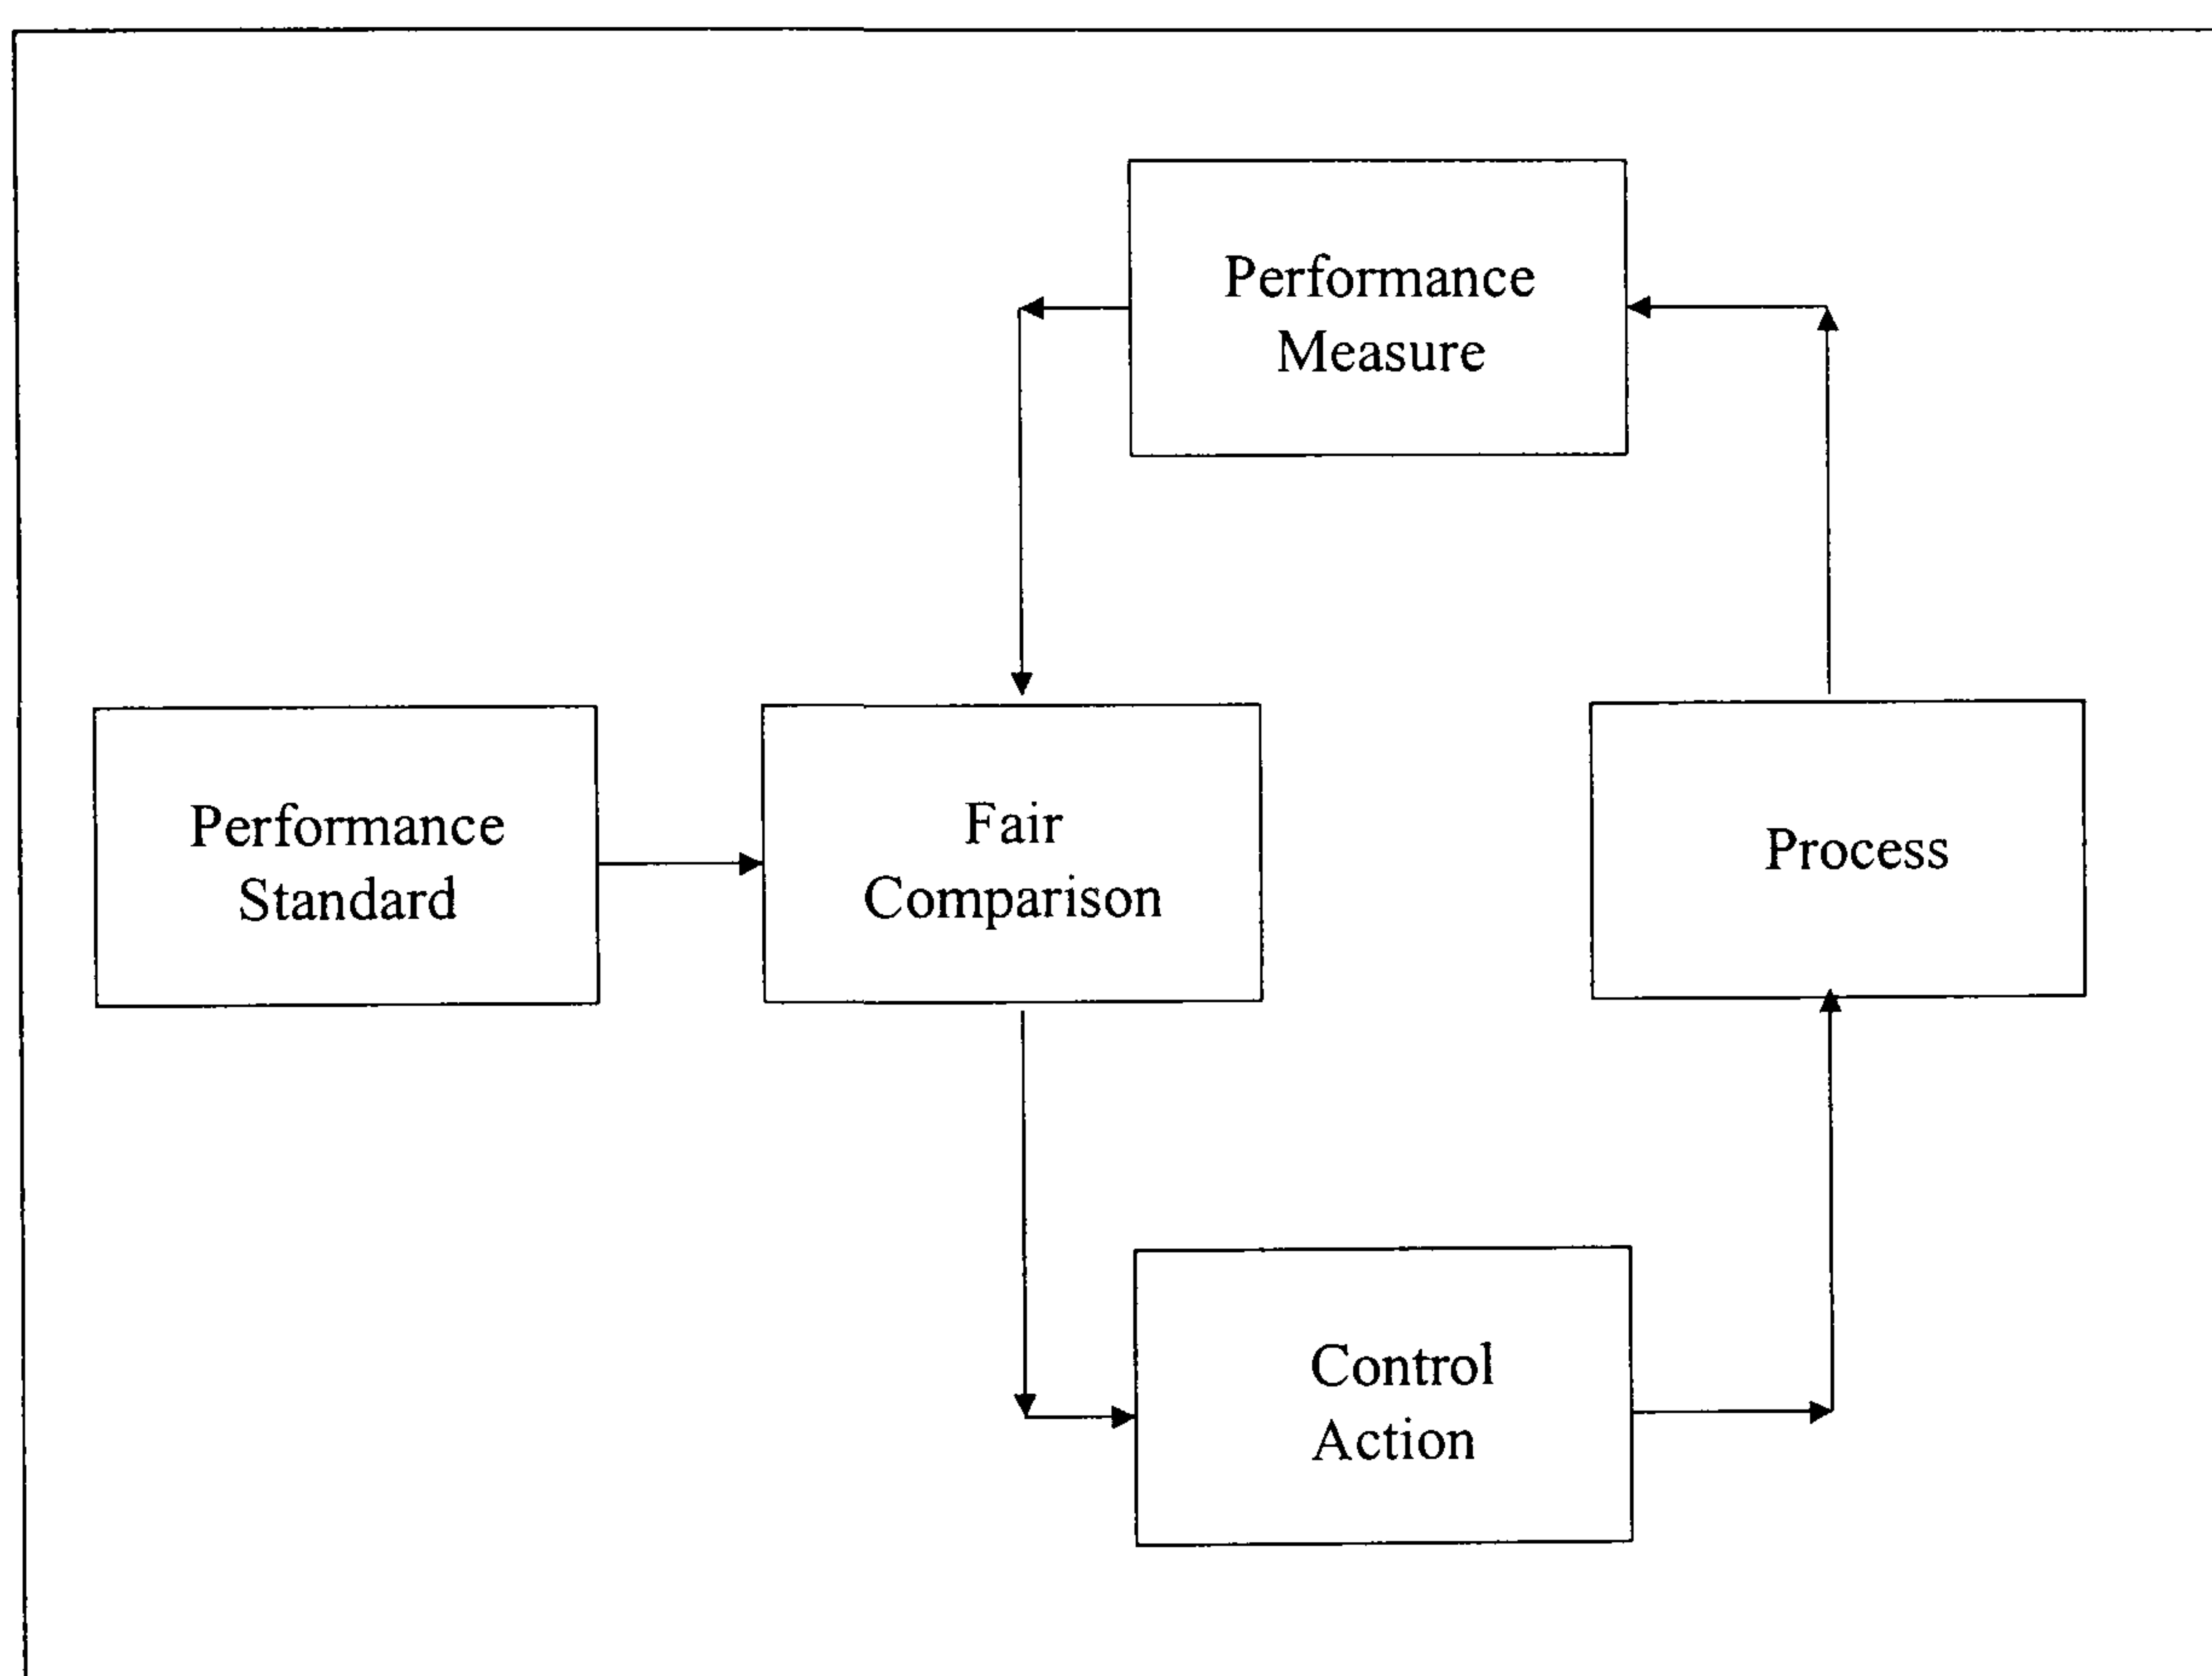 Performance
Measure
Performance
Standard
Fair
Comparison
Process
Control
Action